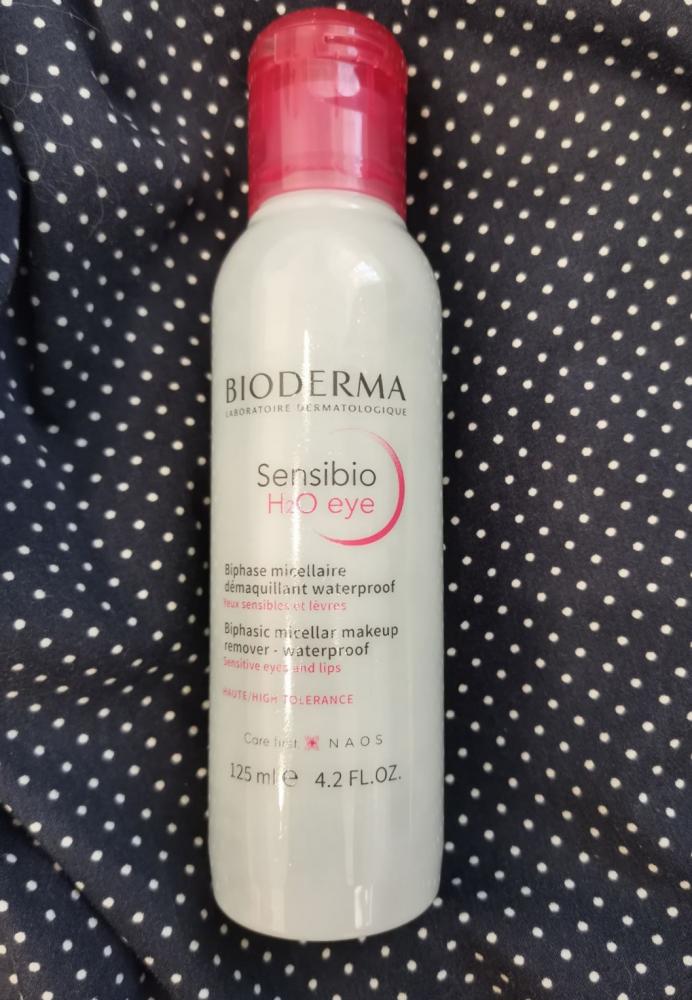 BIODERMA
LABORATOIRE DERMATOLOGIQUE
Sensibio
H2O eye
Biphase micellaire
démaquillant waterproof
Yeux sensibles et lèvres
Biphasic micellar makeup
remover - waterproof
Sensitive eyes and lips
HAUTE/HIGH TOLERANCE
Care first NAOS
125 ml e 4.2 FL.OZ.